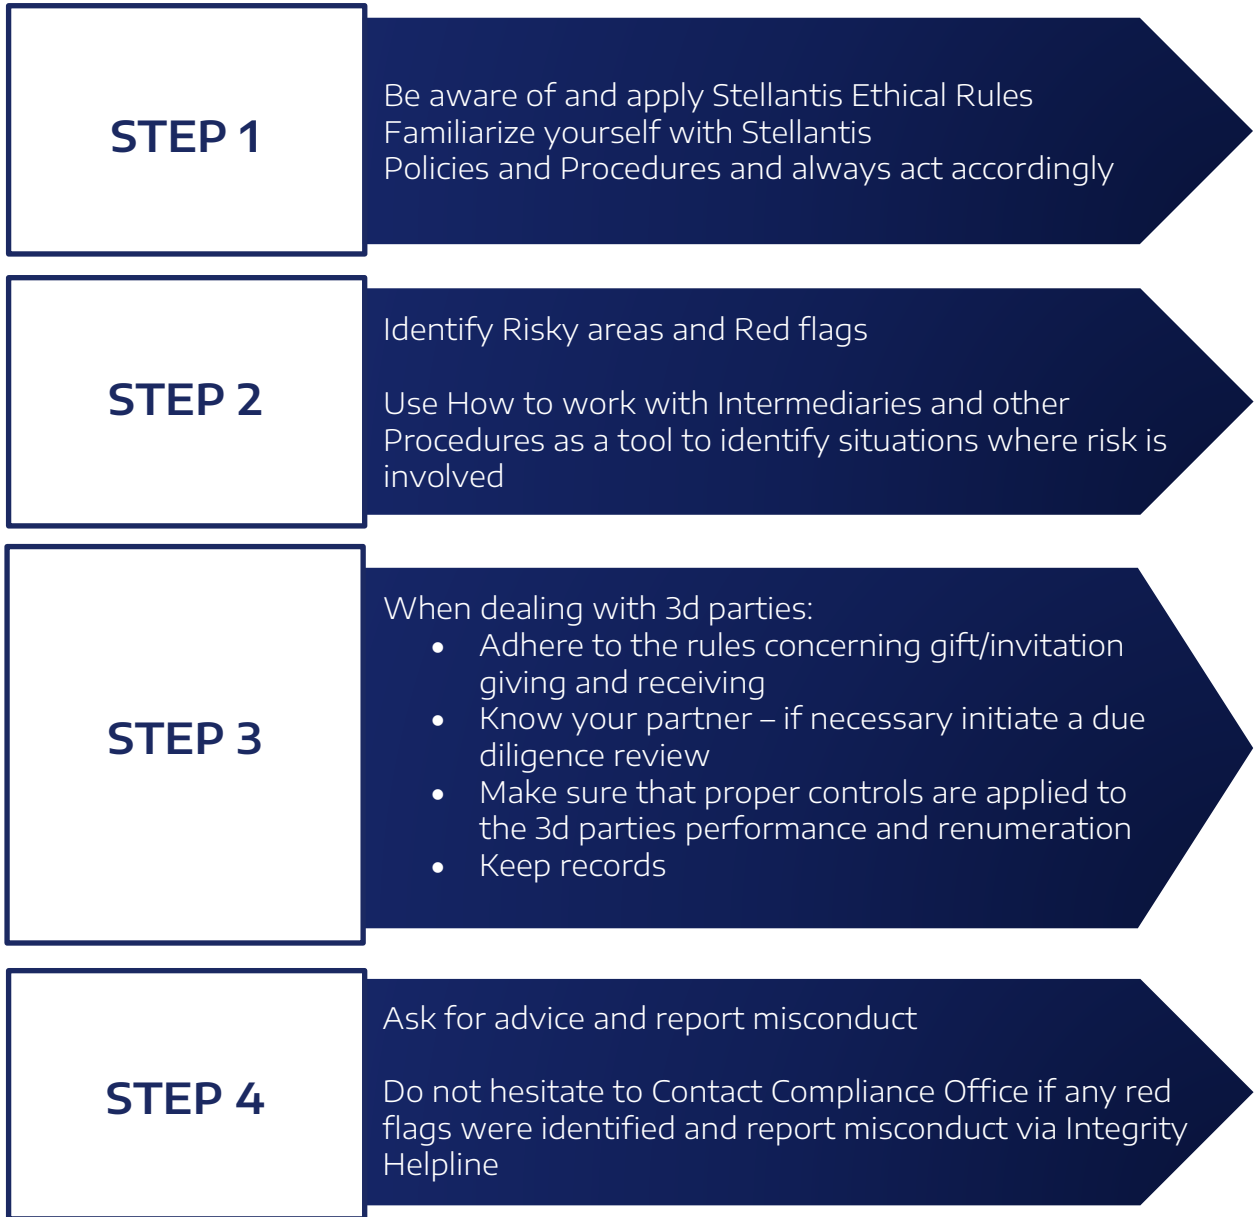 STEP 1
Be aware of and apply Stellantis Ethical Rules
Familiarize yourself with Stellantis
Policies and Procedures and always act accordingly
STEP 2
Identify Risky areas and Red flags
Use How to work with Intermediaries and other
Procedures as a tool to identify situations where risk is
involved
STEP 3
When dealing with 3d parties:
• Adhere to the rules concerning gift/invitation
giving and receiving
• Know your partner – if necessary initiate a due
diligence review
• Make sure that proper controls are applied to
the 3d parties performance and renumeration
• Keep records
STEP 4
Ask for advice and report misconduct
Do not hesitate to Contact Compliance Office if any red
flags were identified and report misconduct via Integrity
Helpline